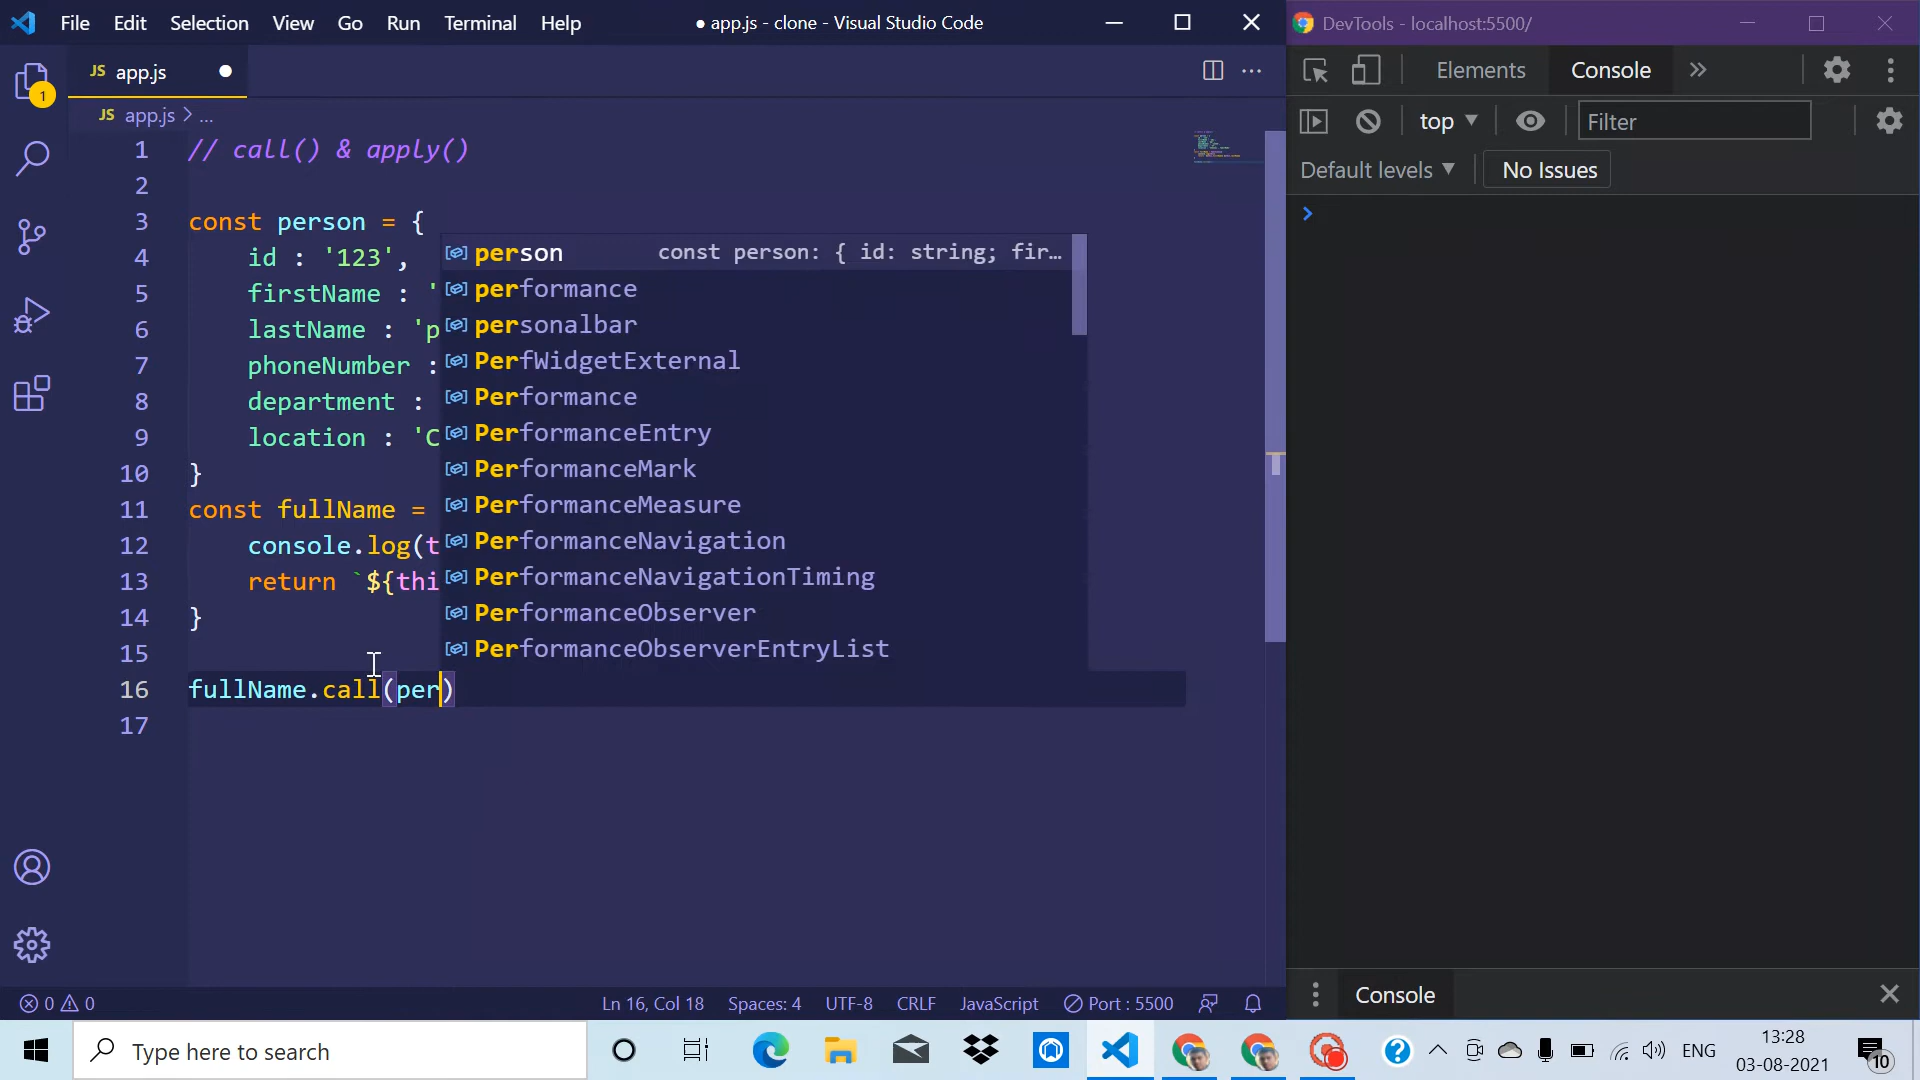 File Edit Selection View Go Run Terminal Help
● app.js - clone - Visual Studio Code
DevTools - localhost:5500/
JS app.js ●
Elements Console »
1
JS app.js > ...
top ▼ Filter
Default levels ▼ No Issues
1 // call() & apply()
2
3 const person = {
4 id : '123',
5 firstName : '
6 lastName : 'p
7 phoneNumber :
8 department :
9 location : 'C
10 }
11 const fullName =
12 console.log(t
13 return `${thi
14 }
15
16 fullName.call(per)
17
person const person: { id: string; fir…
performance
personalbar
PerfWidgetExternal
Performance
PerformanceEntry
PerformanceMark
PerformanceMeasure
PerformanceNavigation
PerformanceNavigationTiming
PerformanceObserver
PerformanceObserverEntryList
0 0
Ln 16, Col 18 Spaces: 4 UTF-8 CRLF JavaScript Port : 5500
Console
Type here to search
ENG
13:28
03-08-2021
10